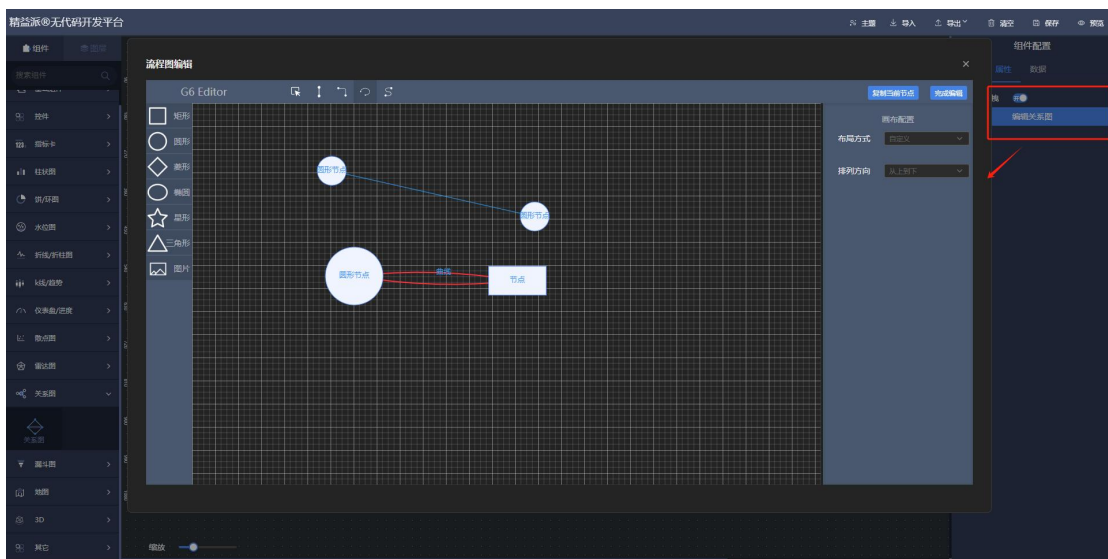 精益派®无代码开发平台
主题 导入 导出 清空 保存 预览
组件 图层
搜索组件
控件
指标卡
柱状图
饼/环图
水位图
折线/折柱图
k线/趋势
仪表盘/进度
散点图
雷达图
关系图
关系图
漏斗图
地图
3D
其它
流程图编辑
G6 Editor
复制当前节点 完成编辑
矩形
圆形
菱形
椭圆
星形
三角形
图片
圆形节点
圆形节点
圆形节点
曲线
节点
画布配置
布局方式 自定义
排列方向 从上到下
缩放
组件配置
属性 数据
编辑关系图